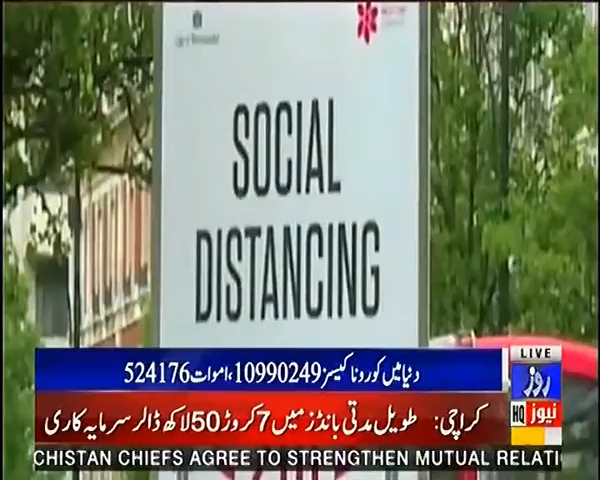 SOCIAL
DISTANCING
LIVE
دنیا میں کورونا کیسز 10990249، اموات 524176
روز
نیوز
HQ
کراچی: طویل مدتی بانڈز میں 7 کروڑ 50 لاکھ ڈالر سرمایہ کاری
CHISTAN CHIEFS AGREE TO STRENGTHEN MUTUAL RELATI